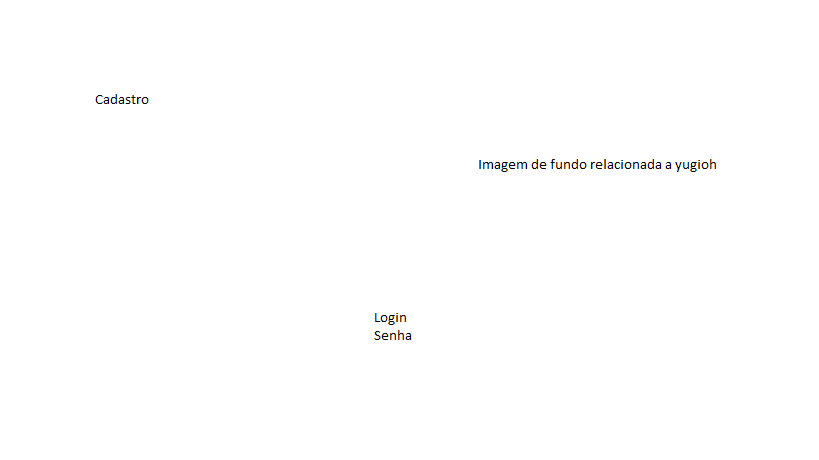 Cadastro
Imagem de fundo relacionada a yugioh
Login
Senha